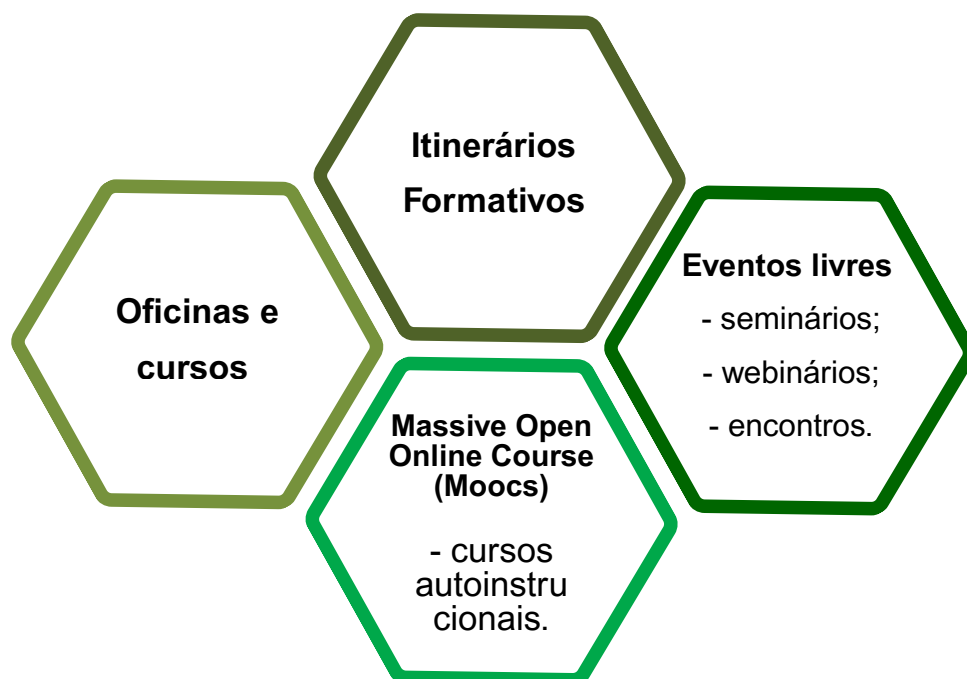 Itinerários
Formativos
Oficinas e
cursos
Eventos livres
- seminários;
- webinários;
- encontros.
Massive Open
Online Course
(Moocs)
- cursos
autoinstru
cionais.